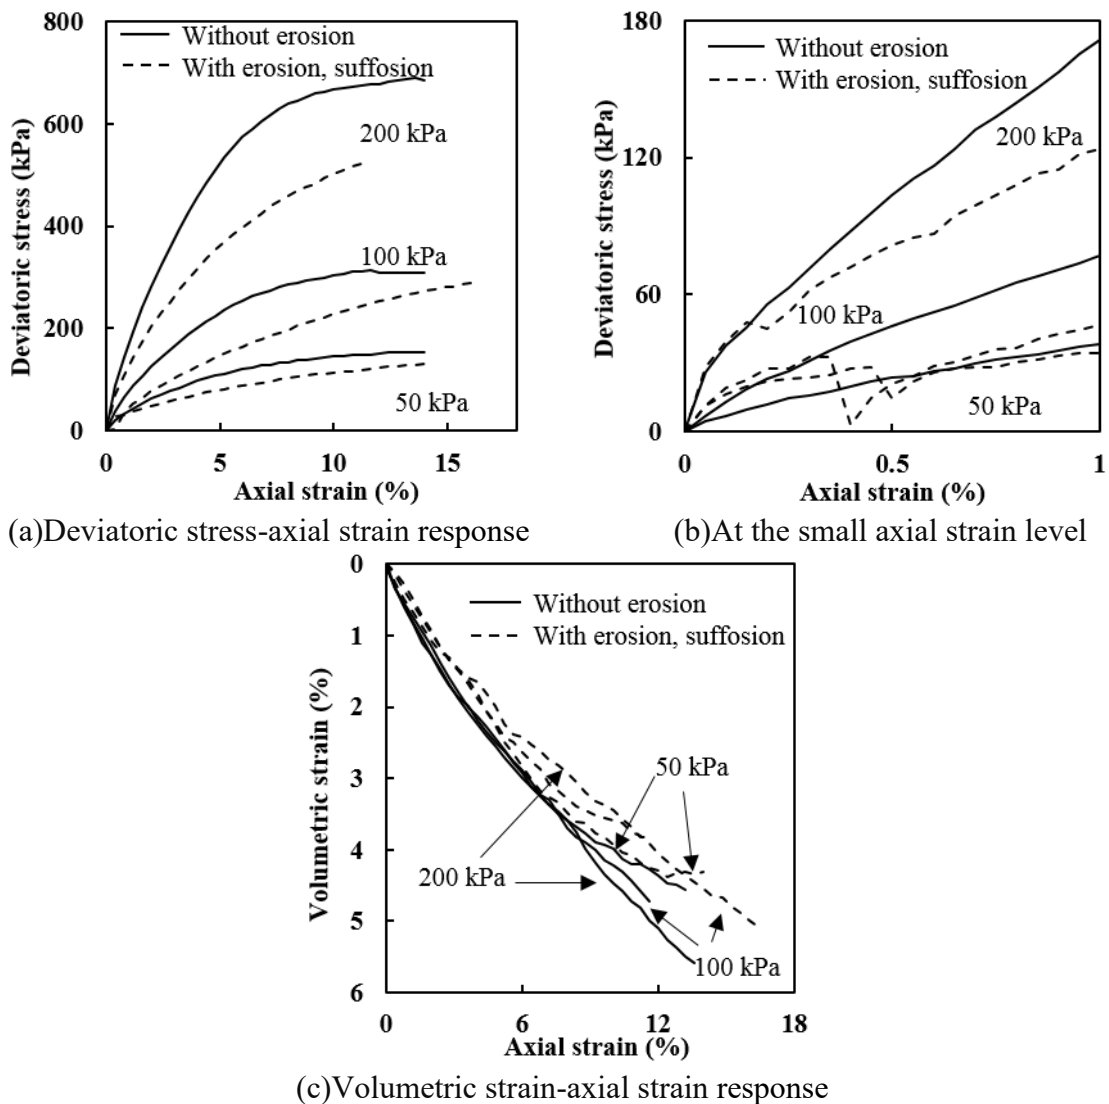 800
600
400
200
0
Deviatoric stress (kPa)
Without erosion
With erosion, suffosion
200 kPa
100 kPa
50 kPa
0 5 10 15
Axial strain (%)
(a)Deviatoric stress-axial strain response
180
120
60
0
Deviatoric stress (kPa)
Without erosion
With erosion, suffosion
200 kPa
100 kPa
50 kPa
0 0.5 1
Axial strain (%)
(b)At the small axial strain level
0
1
2
3
4
5
6
Volumetric strain (%)
Without erosion
With erosion, suffosion
50 kPa
200 kPa
100 kPa
0 6 12 18
Axial strain (%)
(c)Volumetric strain-axial strain response